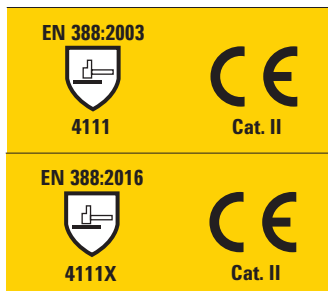 EN 388:2003
CE
4111
Cat. II
EN 388:2016
CE
4111X
Cat. II